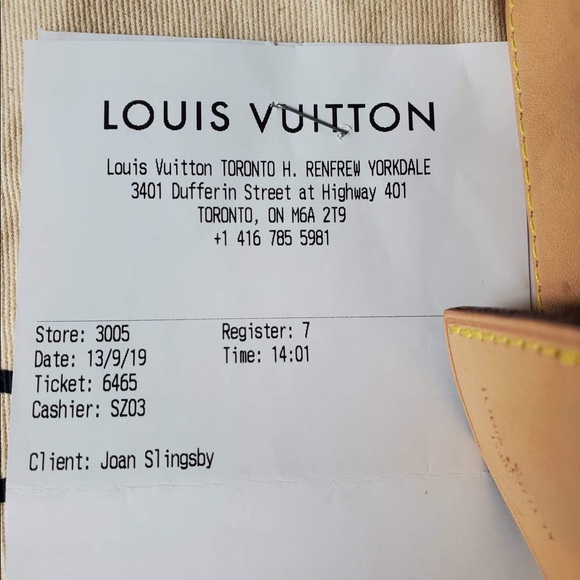 LOUIS VUITTON
Louis Vuitton TORONTO H. RENFREW YORKDALE
3401 Dufferin Street at Highway 401
TORONTO, ON M6A 2T9
+1 416 785 5981
Store: 3005 Register: 7
Date: 13/9/19 Time: 14:01
Ticket: 6465
Cashier: SZ03
Client: Joan Slingsby